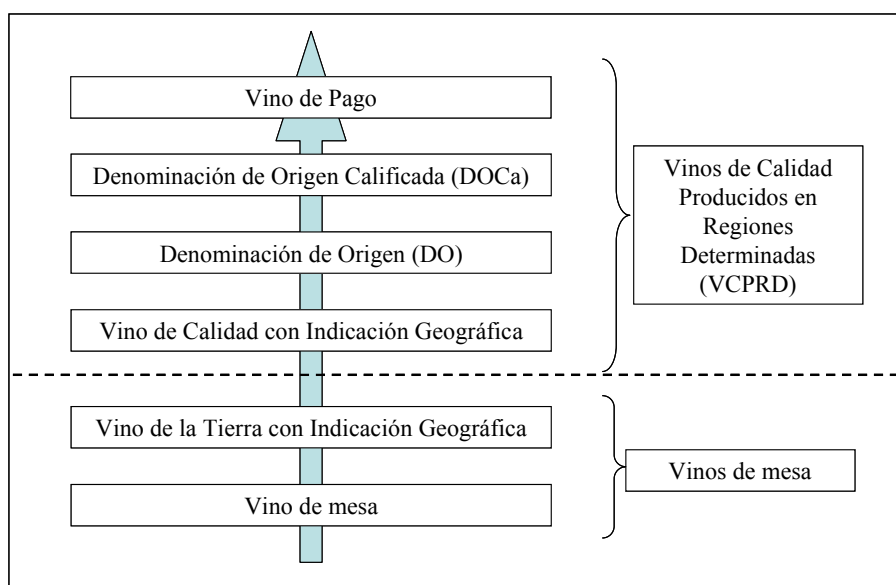 Vino de Pago
Denominación de Origen Calificada (DOCa)
Denominación de Origen (DO)
Vino de Calidad con Indicación Geográfica
Vinos de Calidad
Producidos en
Regiones
Determinadas
(VCPRD)
Vino de la Tierra con Indicación Geográfica
Vino de mesa
Vinos de mesa